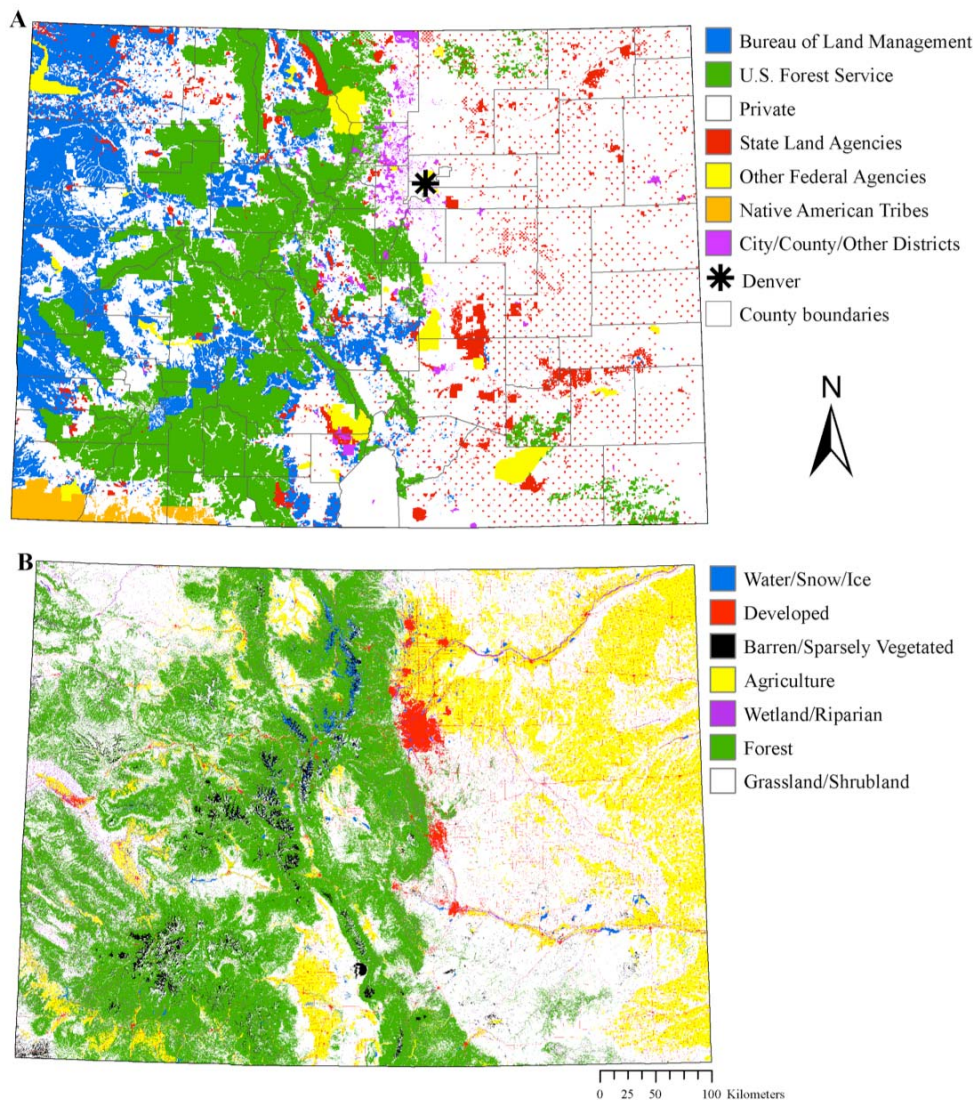 A
Bureau of Land Management
U.S. Forest Service
Private
State Land Agencies
Other Federal Agencies
Native American Tribes
City/County/Other Districts
Denver
County boundaries
N
B
Water/Snow/Ice
Developed
Barren/Sparsely Vegetated
Agriculture
Wetland/Riparian
Forest
Grassland/Shrubland
0 25 50 100 Kilometers